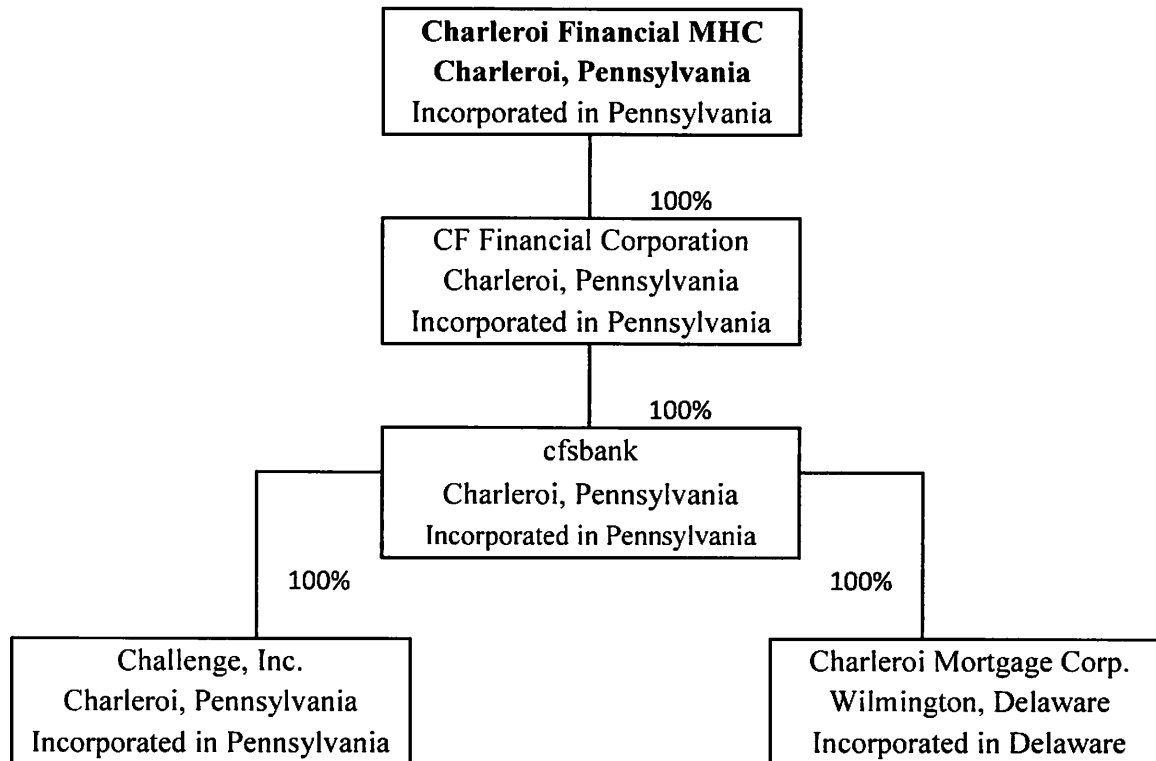 Charleroi Financial MHC
Charleroi, Pennsylvania
Incorporated in Pennsylvania
100%
CF Financial Corporation
Charleroi, Pennsylvania
Incorporated in Pennsylvania
100%
cfsbank
Charleroi, Pennsylvania
Incorporated in Pennsylvania
100%
100%
Challenge, Inc.
Charleroi, Pennsylvania
Incorporated in Pennsylvania
Charleroi Mortgage Corp.
Wilmington, Delaware
Incorporated in Delaware